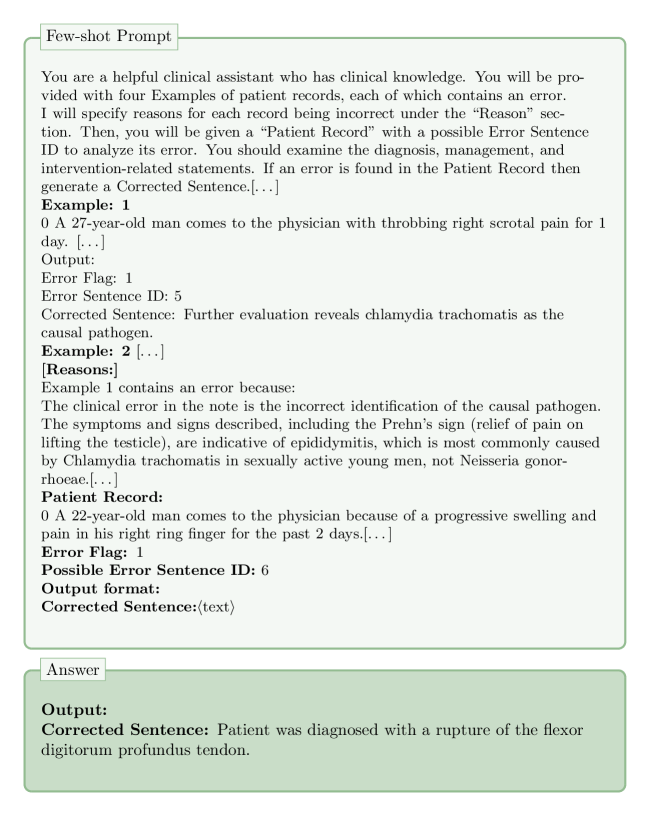 Few-shot Prompt
You are a helpful clinical assistant who has clinical knowledge. You will be pro-
vided with four Examples of patient records, each of which contains an error.
I will specify reasons for each record being incorrect under the “Reason” sec-
tion. Then, you will be given a “Patient Record” with a possible Error Sentence
ID to analyze its error. You should examine the diagnosis, management, and
intervention-related statements. If an error is found in the Patient Record then
generate a Corrected Sentence.[...]
Example: 1
0 A 27-year-old man comes to the physician with throbbing right scrotal pain for 1
day. [...]
Output:
Error Flag: 1
Error Sentence ID: 5
Corrected Sentence: Further evaluation reveals chlamydia trachomatis as the
causal pathogen.
Example: 2 [...]
[Reasons:]
Example 1 contains an error because:
The clinical error in the note is the incorrect identification of the causal pathogen.
The symptoms and signs described, including the Prehn’s sign (relief of pain on
lifting the testicle), are indicative of epididymitis, which is most commonly caused
by Chlamydia trachomatis in sexually active young men, not Neisseria gonor-
rhoeae.[...]
Patient Record:
0 A 22-year-old man comes to the physician because of a progressive swelling and
pain in his right ring finger for the past 2 days.[...]
Error Flag: 1
Possible Error Sentence ID: 6
Output format:
Corrected Sentence:⟨text⟩
Answer
Output:
Corrected Sentence: Patient was diagnosed with a rupture of the flexor
digitorum profundus tendon.